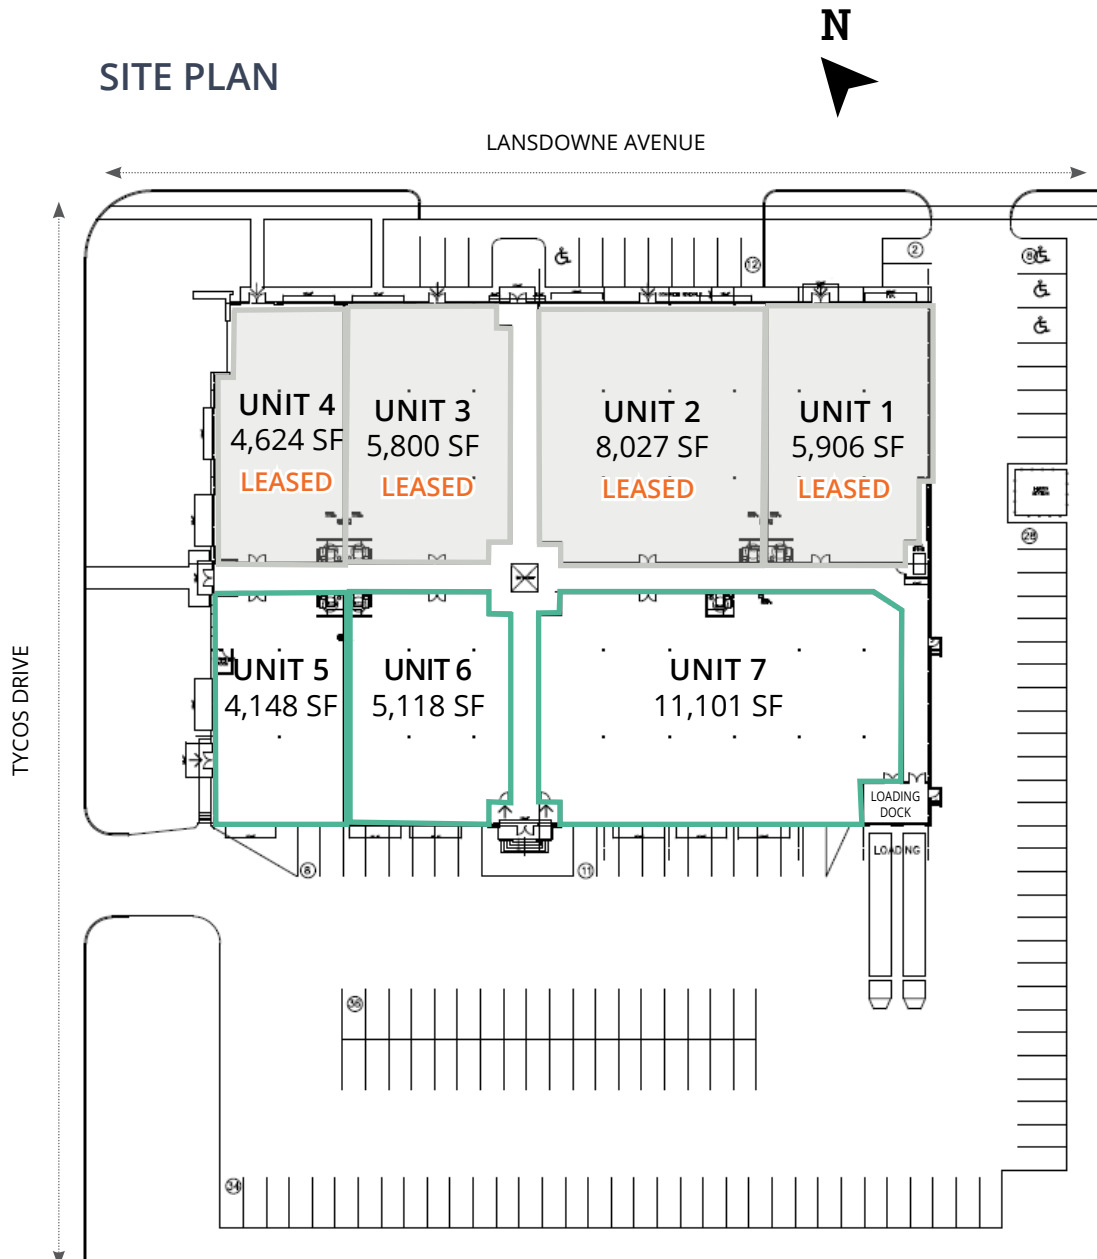 N
SITE PLAN
LANSDOWNE AVENUE
TYCOS DRIVE
2
8
12
UNIT 4
4,624 SF
LEASED
UNIT 3
5,800 SF
LEASED
UNIT 2
8,027 SF
LEASED
UNIT 1
5,906 SF
LEASED
28
UNIT 5
4,148 SF
UNIT 6
5,118 SF
UNIT 7
11,101 SF
LOADING
DOCK
LOADING
8
11
36
34